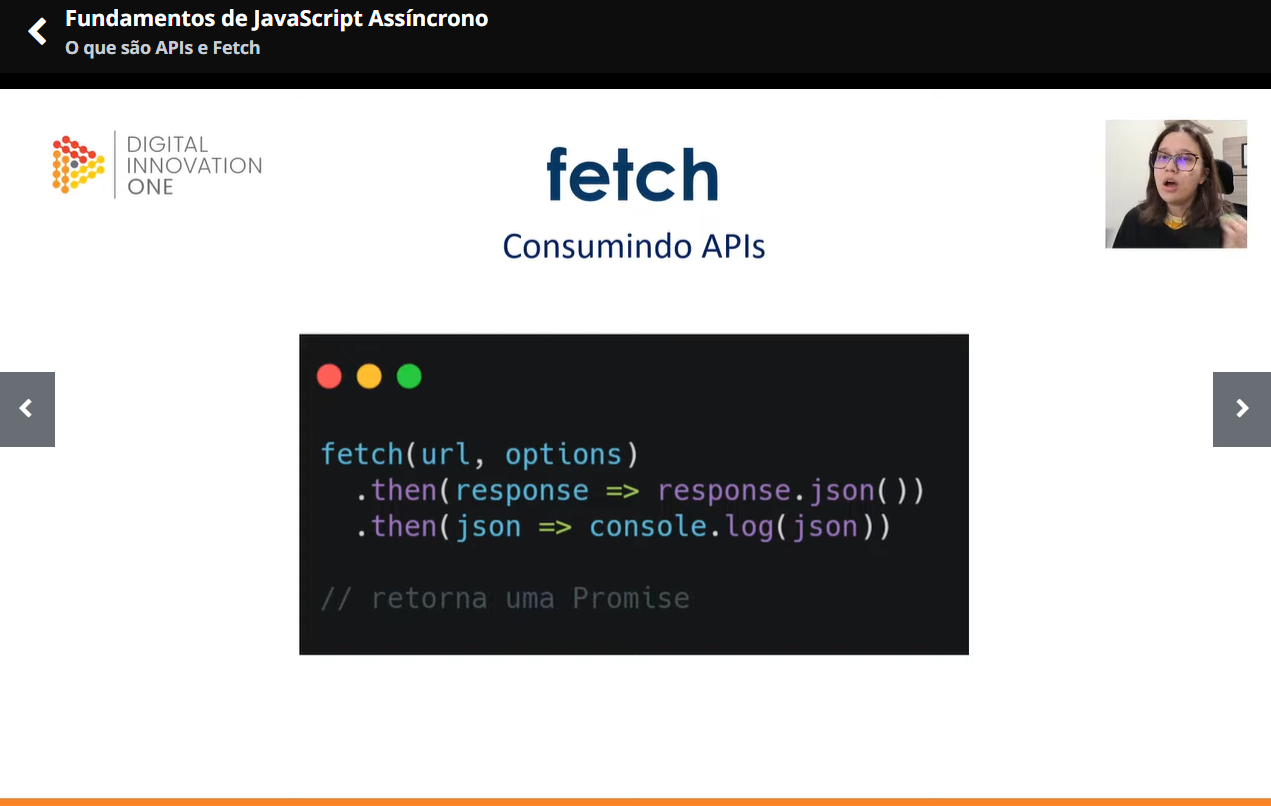 Fundamentos de JavaScript Assíncrono
O que são APIs e Fetch
DIGITAL
INNOVATION
ONE
fetch
Consumindo APIs
fetch(url, options)
.then(response => response.json())
.then(json => console.log(json))
// retorna uma Promise